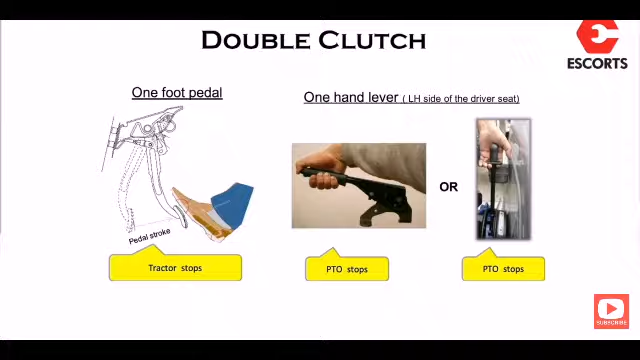 DOUBLE CLUTCH
ESCORTS
One foot pedal
One hand lever ( LH side of the driver seat)
Pedal stroke
OR
Tractor stops
PTO stops
PTO stops
SUBSCRIBE